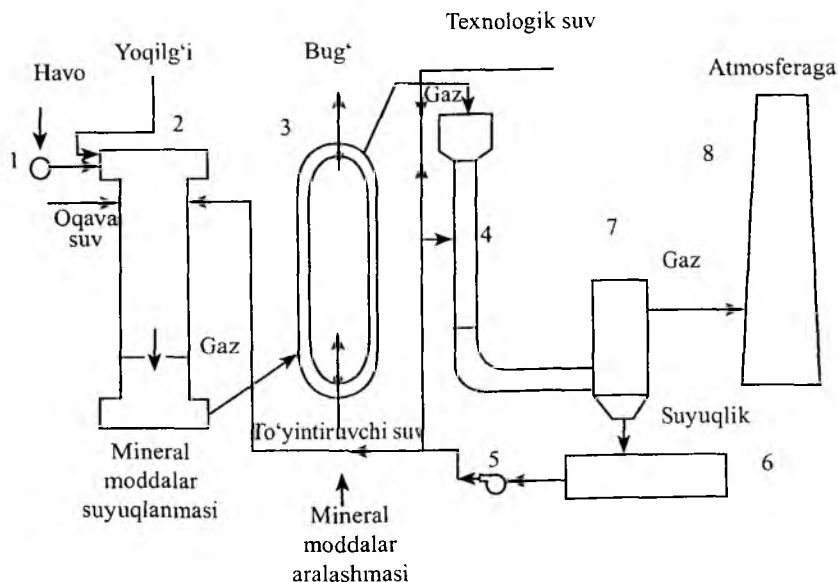 Texnologik suv
Yoqilg‘i
Bug‘
Havo
Gaz
Atmosferaga
1
2
3
8
Oqava
suv
4
7
Gaz
Gaz
To‘yintiruvchi suv
Suyuqlik
Mineral
moddalar
suyuqlanmasi
5
6
Mineral
moddalar
aralashmasi